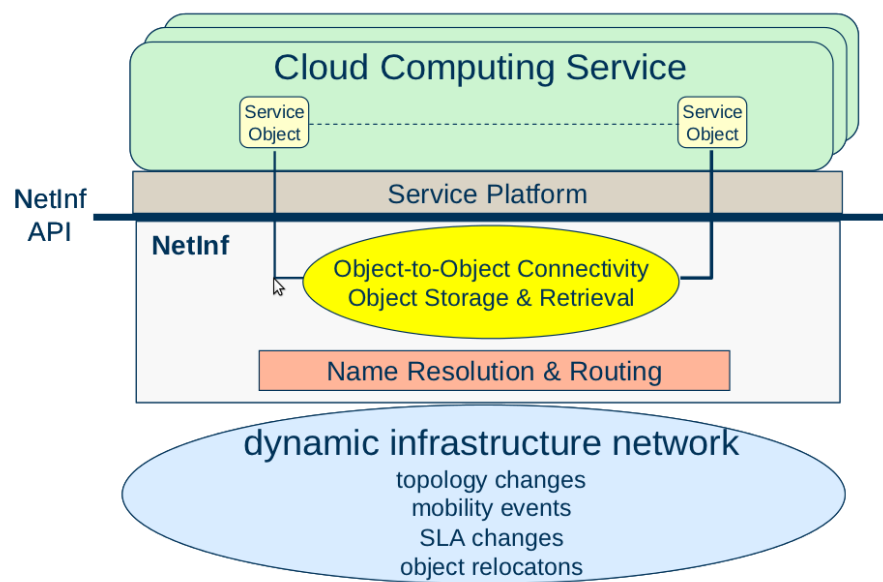 Cloud Computing Service
Service
Object
Service
Object
Service Platform
NetInf
API
NetInf
Object-to-Object Connectivity
Object Storage & Retrieval
Name Resolution & Routing
dynamic infrastructure network
topology changes
mobility events
SLA changes
object relocatons